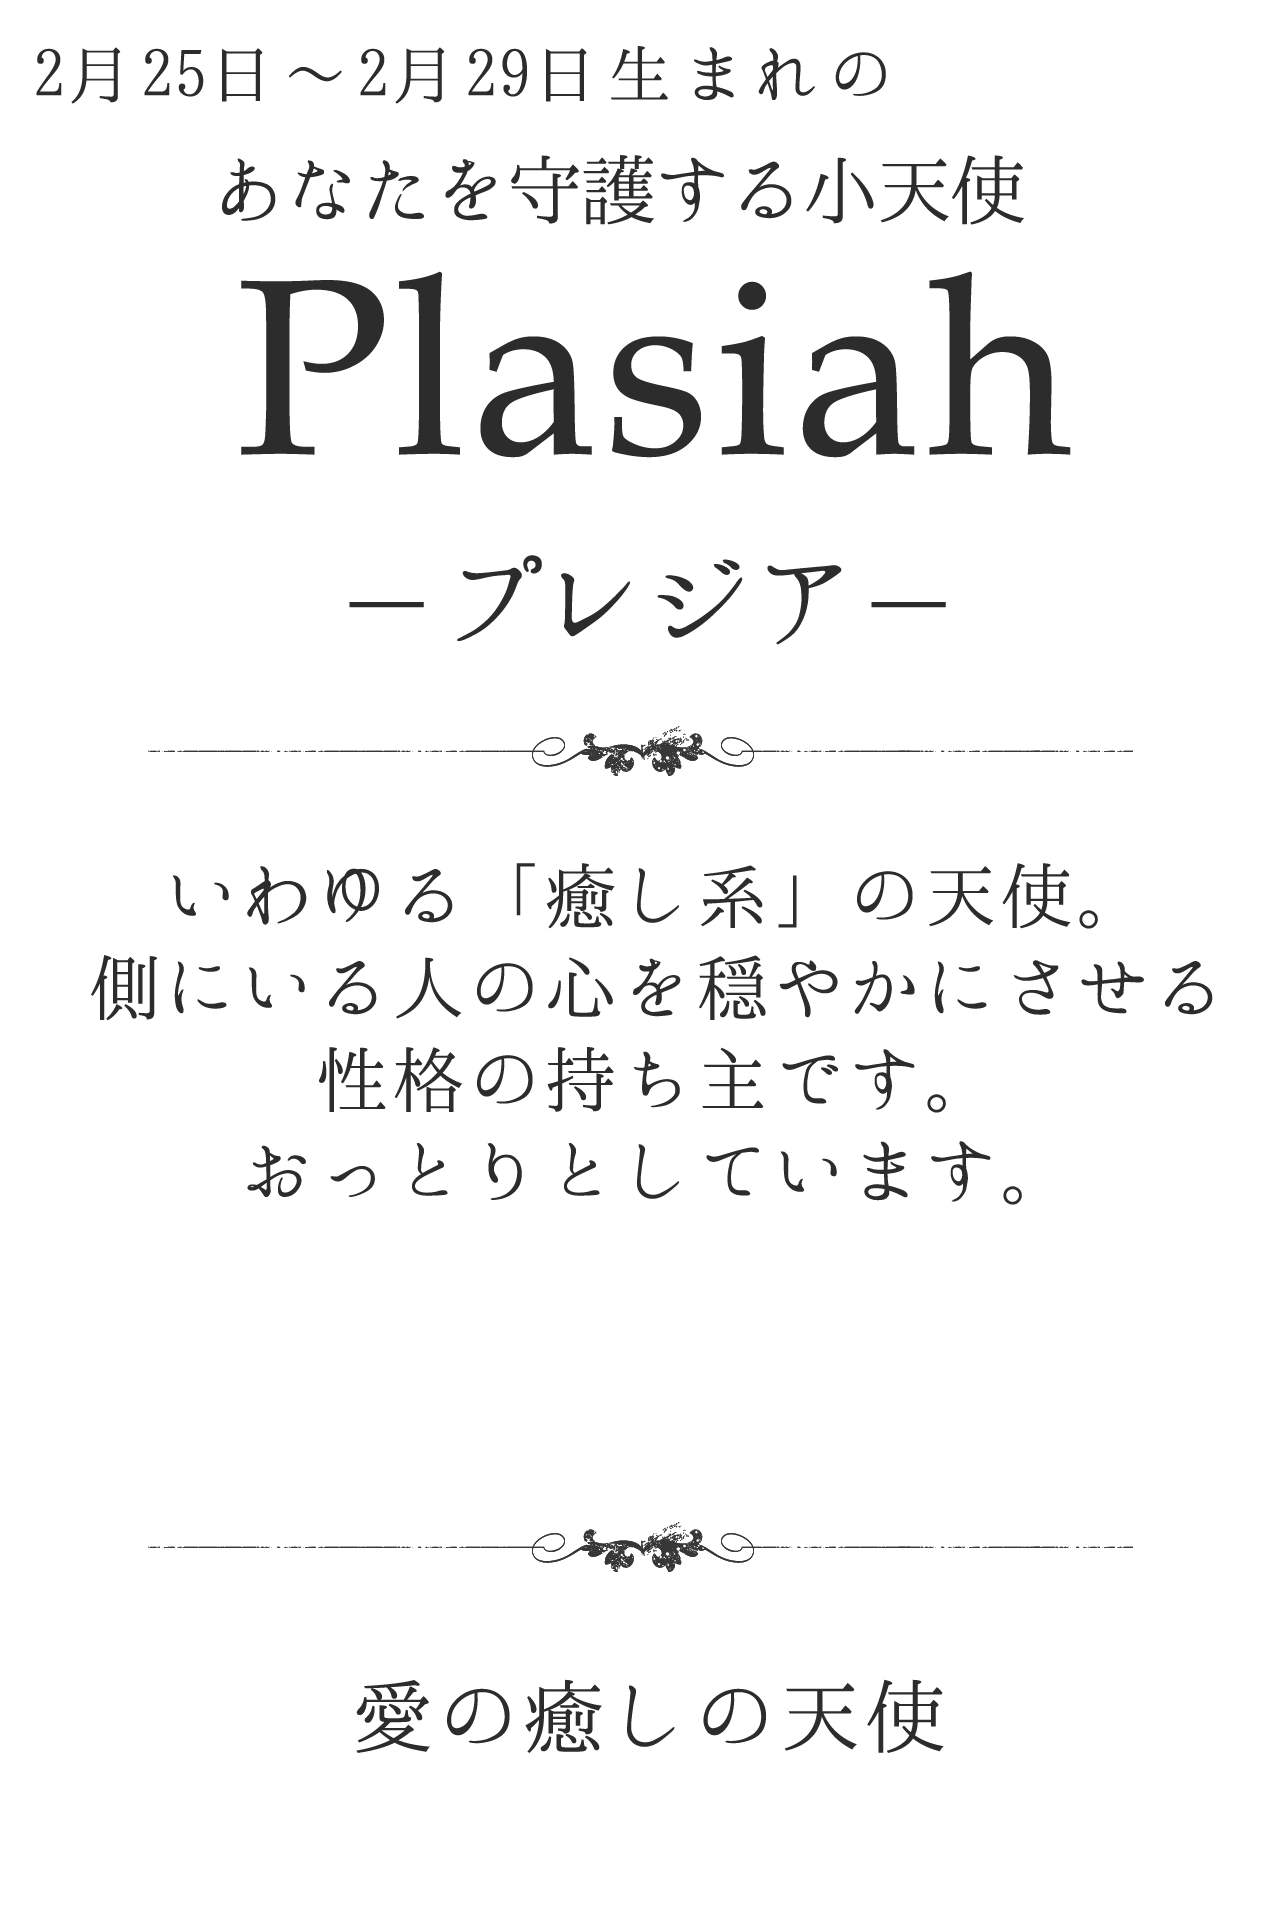 2月25日～2月29日生まれの
あなたを守護する小天使
Plasiah
―プレジア―
いわゆる「癒し系」の天使。
側にいる人の心を穏やかにさせる
性格の持ち主です。
おっとりとしています。
愛の癒しの天使